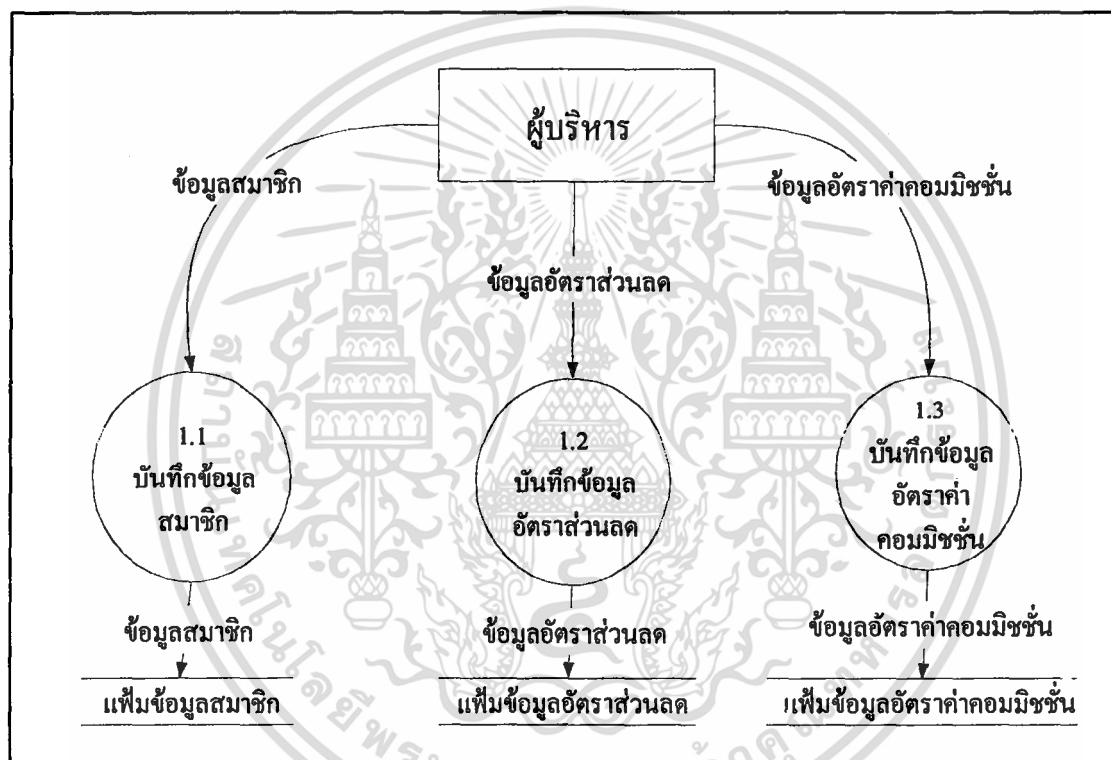 ผู้บริหาร
ข้อมูลสมาชิก
ข้อมูลอัตราค่าคอมมิชชั่น
ข้อมูลอัตราส่วนลด
1.1
บันทึกข้อมูล
สมาชิก
1.2
บันทึกข้อมูล
อัตราส่วนลด
1.3
บันทึกข้อมูล
อัตราค่า
คอมมิชชั่น
ข้อมูลสมาชิก
ข้อมูลอัตราส่วนลด
ข้อมูลอัตราค่าคอมมิชชั่น
แฟ้มข้อมูลสมาชิก
แฟ้มข้อมูลอัตราส่วนลด
แฟ้มข้อมูลอัตราค่าคอมมิชชั่น